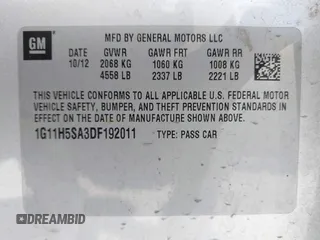 GM
MFD BY GENERAL MOTORS LLC
DATE GVWR GAWR FRT GAWR RR
10/12 2068 KG 1060 KG 1008 KG
4558 LB 2337 LB 2221 LB
THIS VEHICLE CONFORMS TO ALL APPLICABLE U.S. FEDERAL MOTOR
VEHICLE SAFETY, BUMPER, AND THEFT PREVENTION STANDARDS IN
EFFECT ON THE DATE OF MANUFACTURE SHOWN ABOVE.
1G11H5SA3DF192011 TYPE: PASS CAR
© BIDINFO